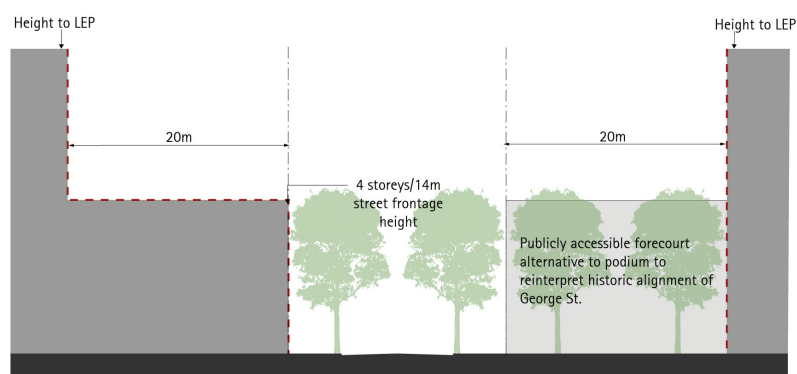 Height to LEP
Height to LEP
20m
20m
4 storeys/14m
street frontage
height
Publicly accessible forecourt
alternative to podium to
reinterpret historic alignment of
George St.